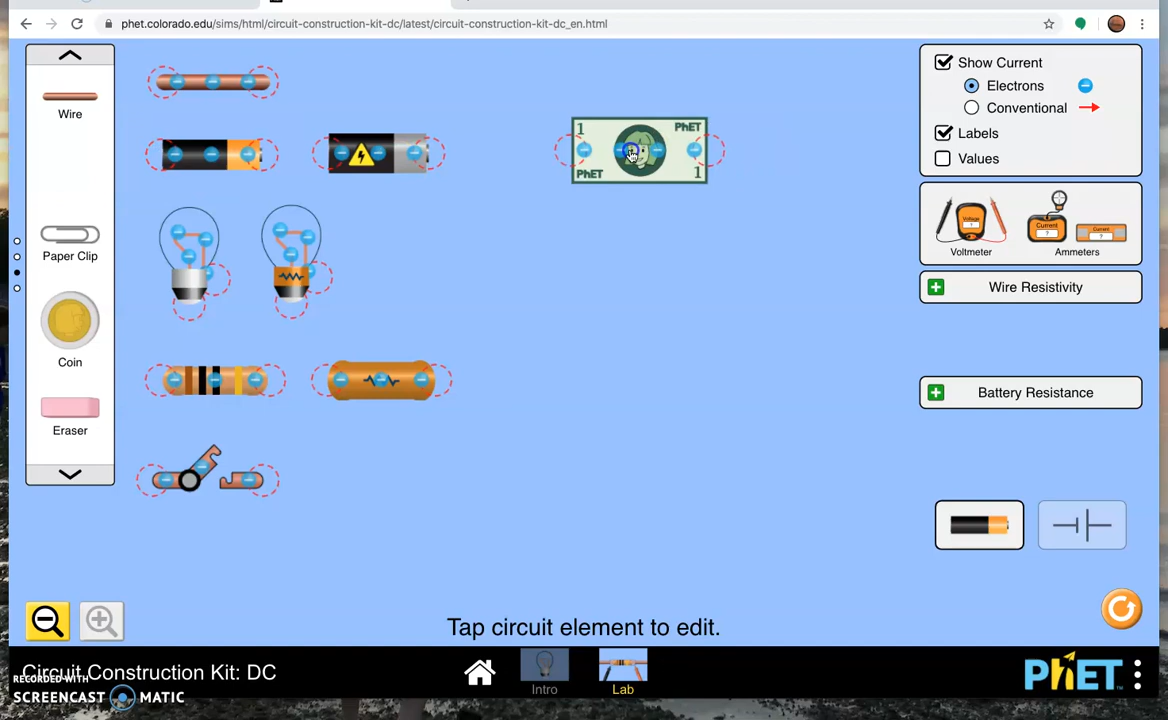 phet.colorado.edu/sims/html/circuit-construction-kit-dc/latest/circuit-construction-kit-dc_en.html
Wire
Paper Clip
Coin
Eraser
1 PhET
PhET 1
Show Current
Electrons
Conventional
Labels
Values
Voltage
?
Current
?
Current
?
Voltmeter
Ammeters
Wire Resistivity
Battery Resistance
Tap circuit element to edit.
Circuit Construction Kit: DC
Intro
Lab
PhET
RECORDED WITH
SCREENCAST MATIC